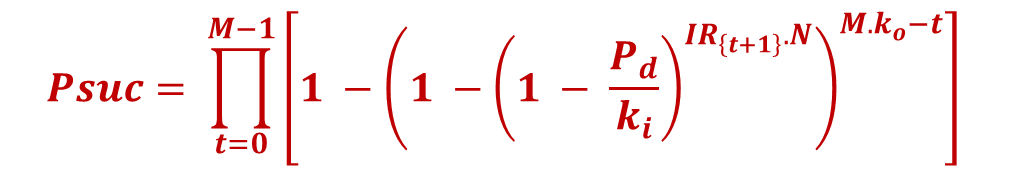 Psuc = ∏_{t=0}^{M−1} [1 − (1 − (1 − P_d/k_i)^{IR_{\{t+1\}}.N})^{M.k_o−t}]